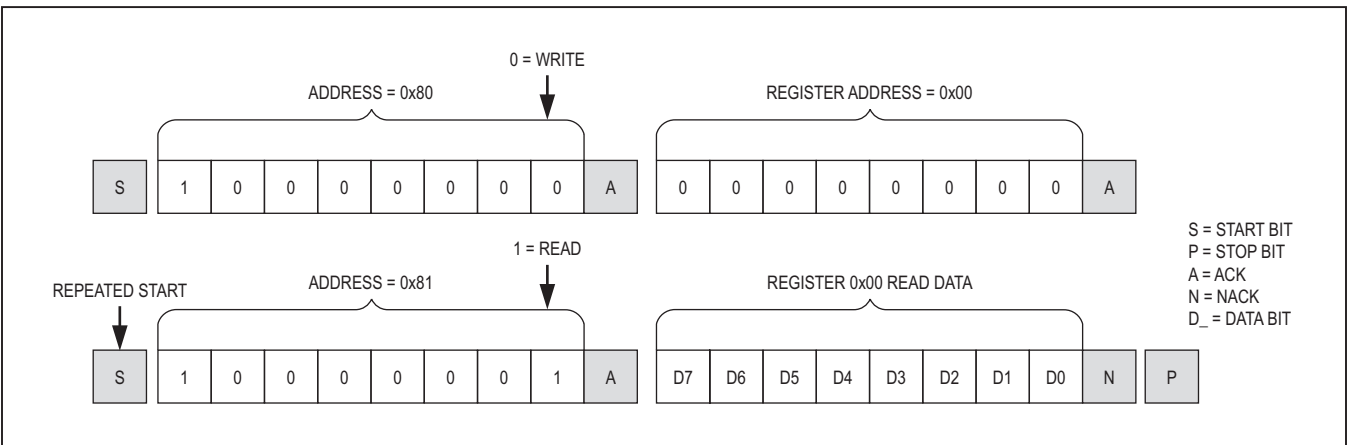 0 = WRITE
ADDRESS = 0x80 REGISTER ADDRESS = 0x00
S 1 0 0 0 0 0 0 0 A 0 0 0 0 0 0 0 0 A
1 = READ
REPEATED START ADDRESS = 0x81 REGISTER 0x00 READ DATA
S 1 0 0 0 0 0 0 1 A D7 D6 D5 D4 D3 D2 D1 D0 N P
S = START BIT
P = STOP BIT
A = ACK
N = NACK
D_ = DATA BIT